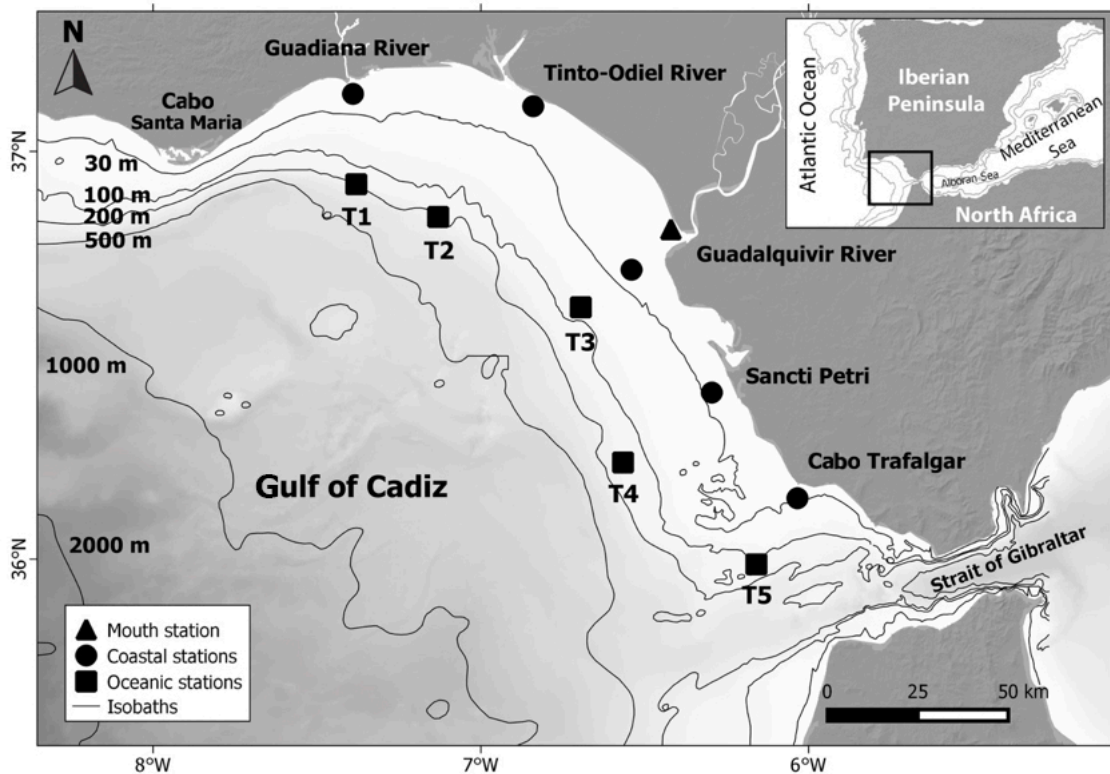 N
Guadiana River
Tinto-Odiel River
Cabo
Santa Maria
Atlantic Ocean
Iberian
Peninsula
Mediterranean
Sea
Alboran Sea
North Africa
37°N
30 m
100 m
200 m
500 m
T1
T2
Guadalquivir River
T3
1000 m
Sancti Petri
Cabo Trafalgar
Gulf of Cadiz
T4
2000 m
36°N
Strait of Gibraltar
T5
Mouth station
Coastal stations
Oceanic stations
Isobaths
0 25 50 km
8°W
7°W
6°W